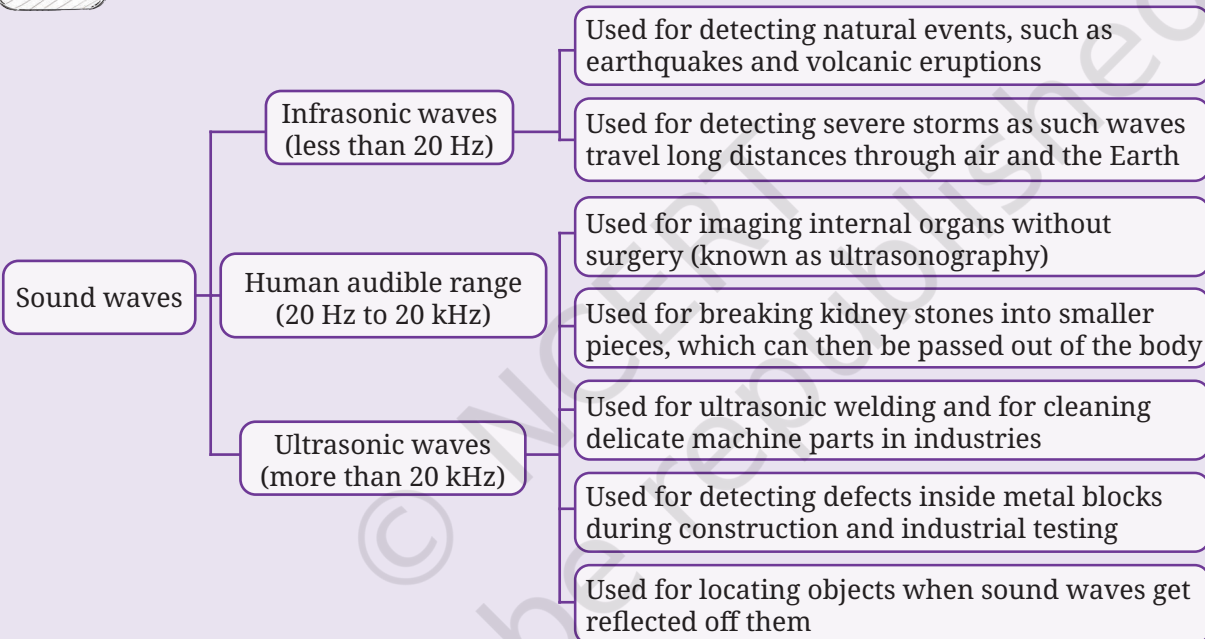 Used for detecting natural events, such as
earthquakes and volcanic eruptions
Infrasonic waves
(less than 20 Hz)
Used for detecting severe storms as such waves
travel long distances through air and the Earth
Sound waves
Human audible range
(20 Hz to 20 kHz)
Used for imaging internal organs without
surgery (known as ultrasonography)
Used for breaking kidney stones into smaller
pieces, which can then be passed out of the body
Ultrasonic waves
(more than 20 kHz)
Used for ultrasonic welding and for cleaning
delicate machine parts in industries
Used for detecting defects inside metal blocks
during construction and industrial testing
Used for locating objects when sound waves get
reflected off them
© NCERT
be republished